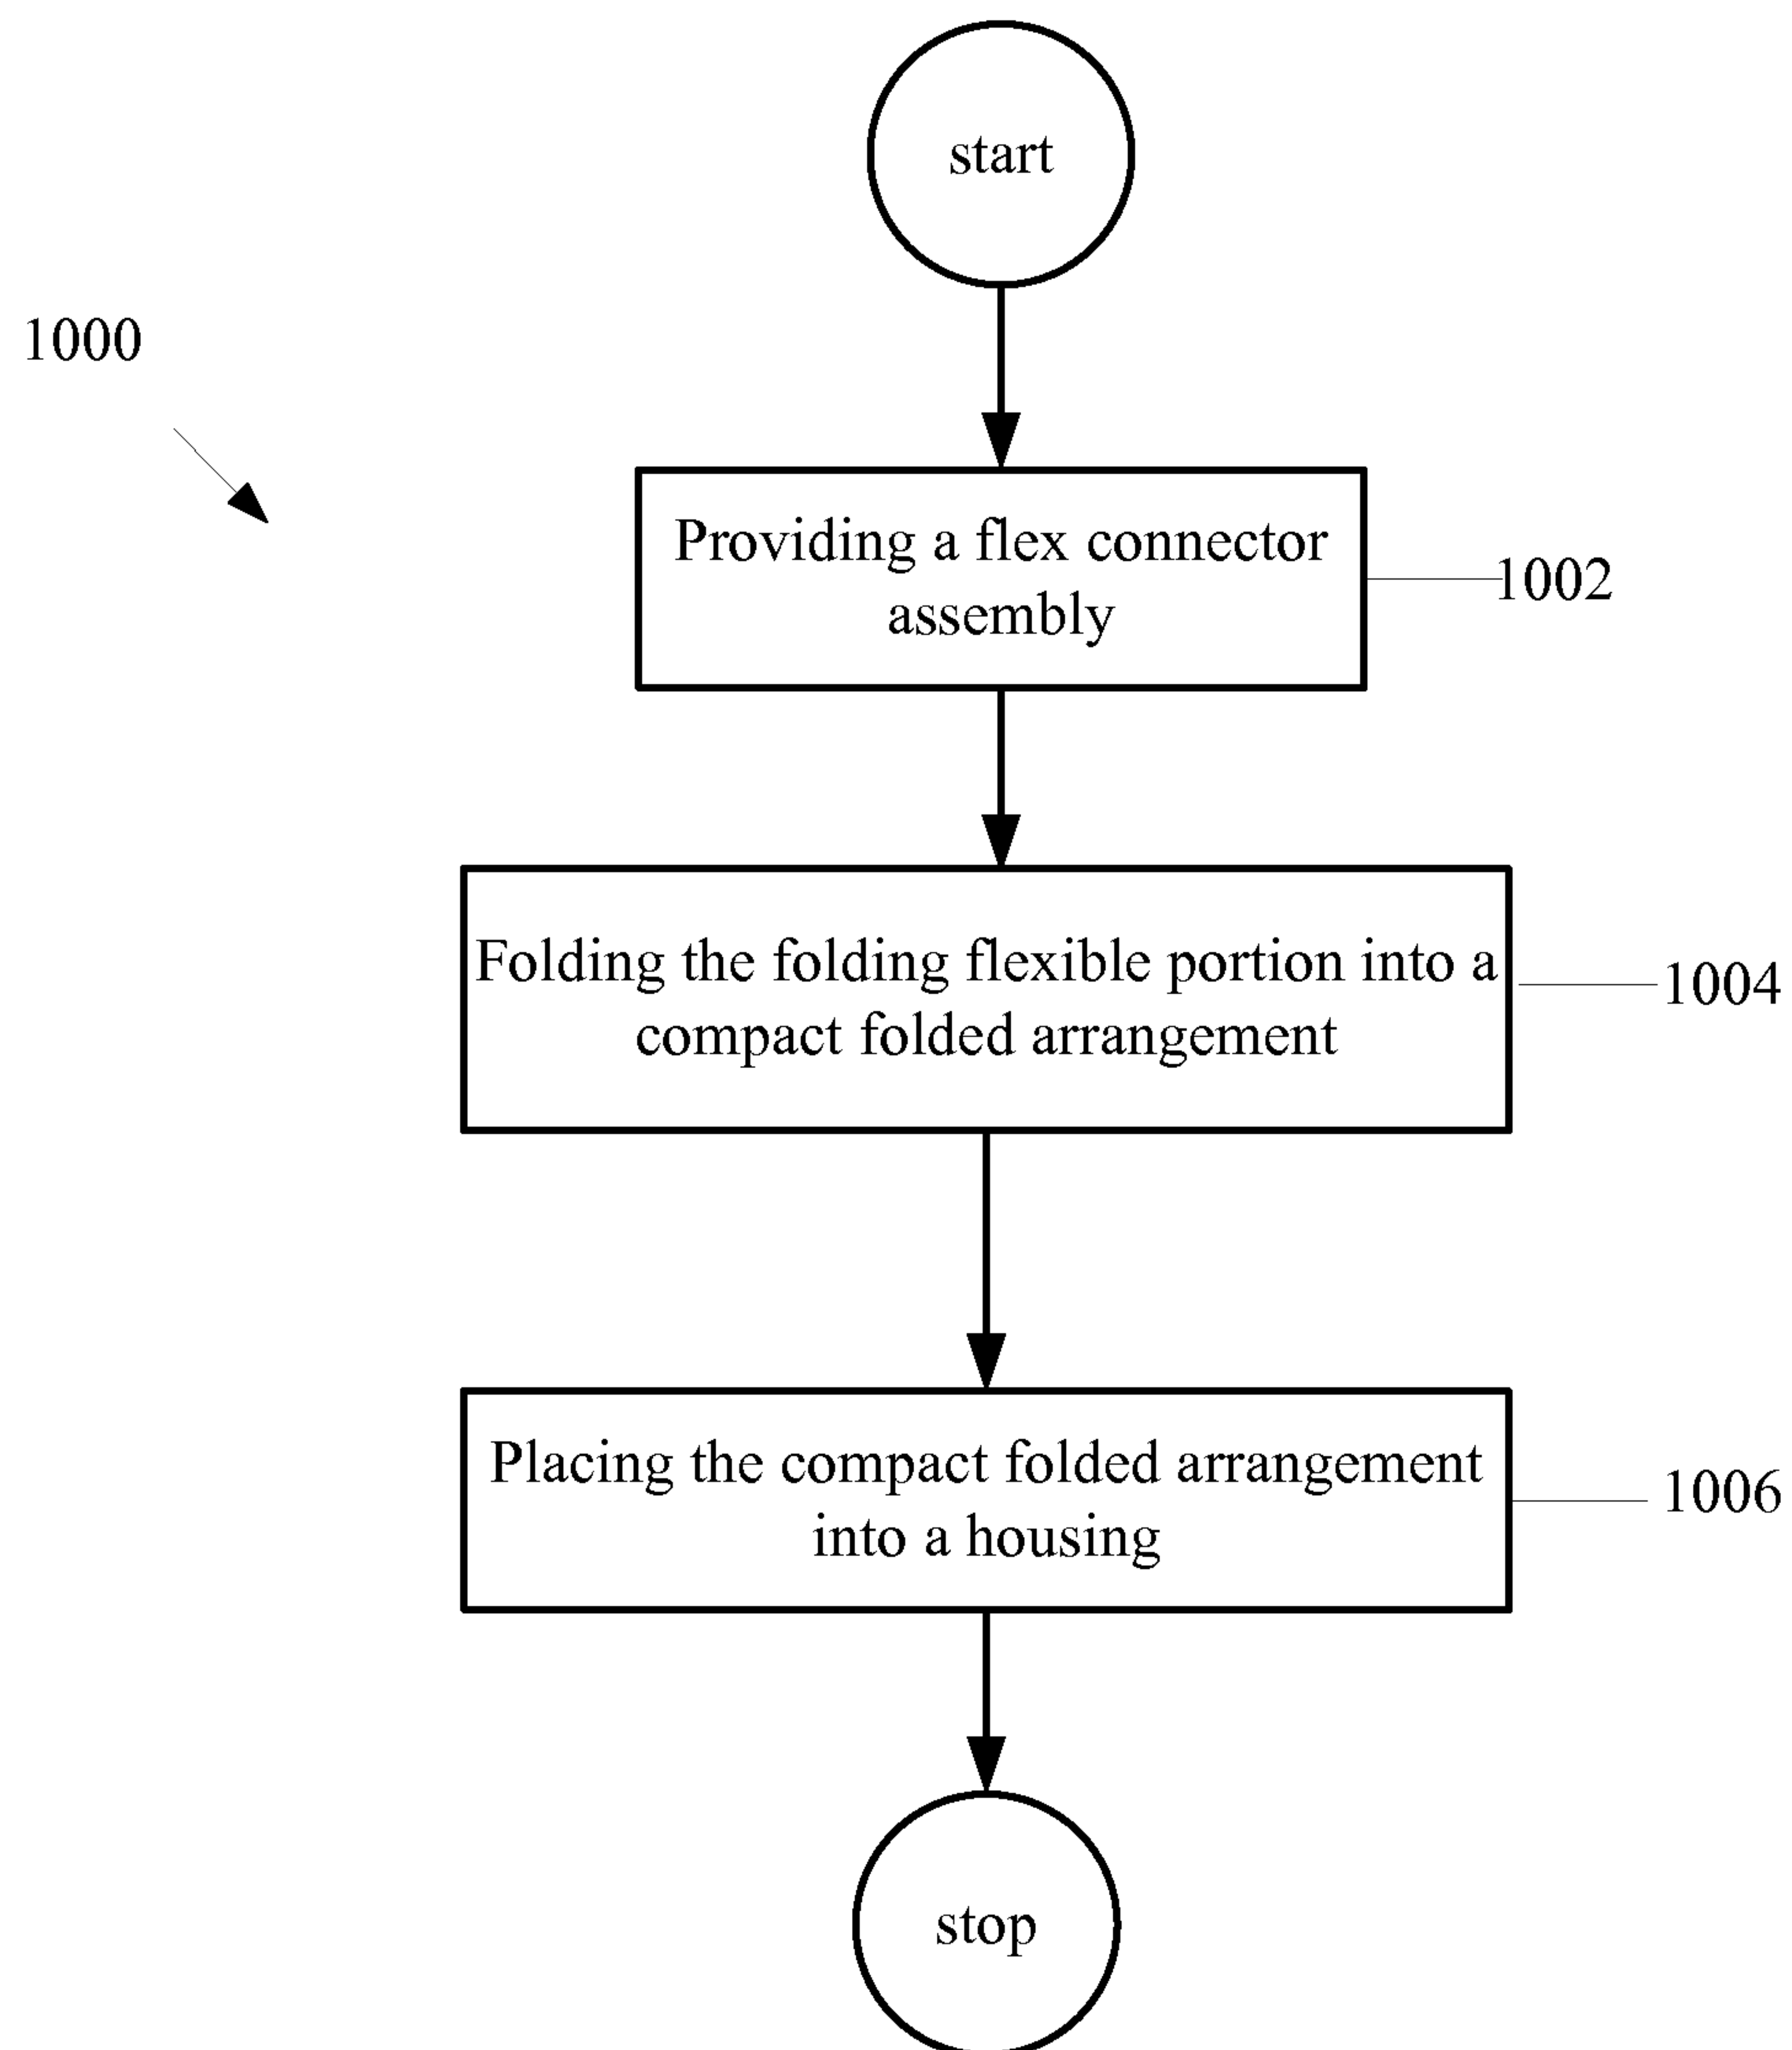 start
1000
Providing a flex connector
assembly
1002
Folding the folding flexible portion into a
compact folded arrangement
1004
Placing the compact folded arrangement
into a housing
1006
stop